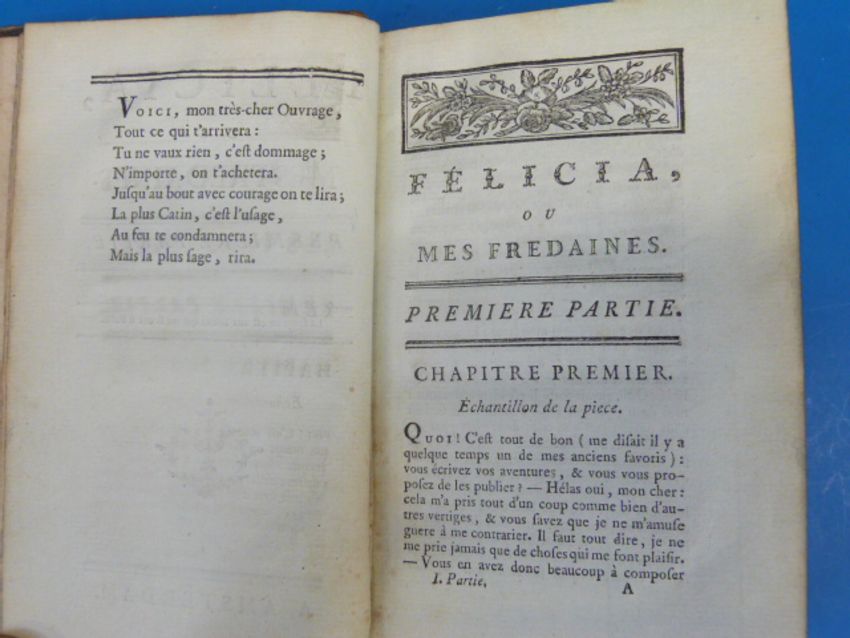 Voici, mon très-cher Ouvrage,
Tout ce qui t'arrivera :
Tu ne vaux rien, c'eſt dommage ;
N'importe, on t'achetera.
Juſqu'au bout avec courage on te lira ;
La plus Catin, c'eſt l'uſage,
Au feu te condamnera ;
Mais la plus ſage, rira.
FÉLICIA,
OU
MES FREDAINES.
PREMIERE PARTIE.
CHAPITRE PREMIER.
Échantillon de la piece.
Quoi! C'eſt tout de bon ( me diſait il y a
quelque temps un de mes anciens favoris ) :
vous écrivez vos aventures, & vous vous pro-
poſez de les publier ? — Hélas oui, mon cher :
cela m'a pris tout d'un coup comme bien d'au-
tres vertiges, & vous ſavez que je ne m'amuſe
guere à me contrarier. Il faut tout dire, je ne
me prie jamais que de choſes qui me font plaiſir.
— Vous en avez donc beaucoup à compoſer
I. Partie.
A